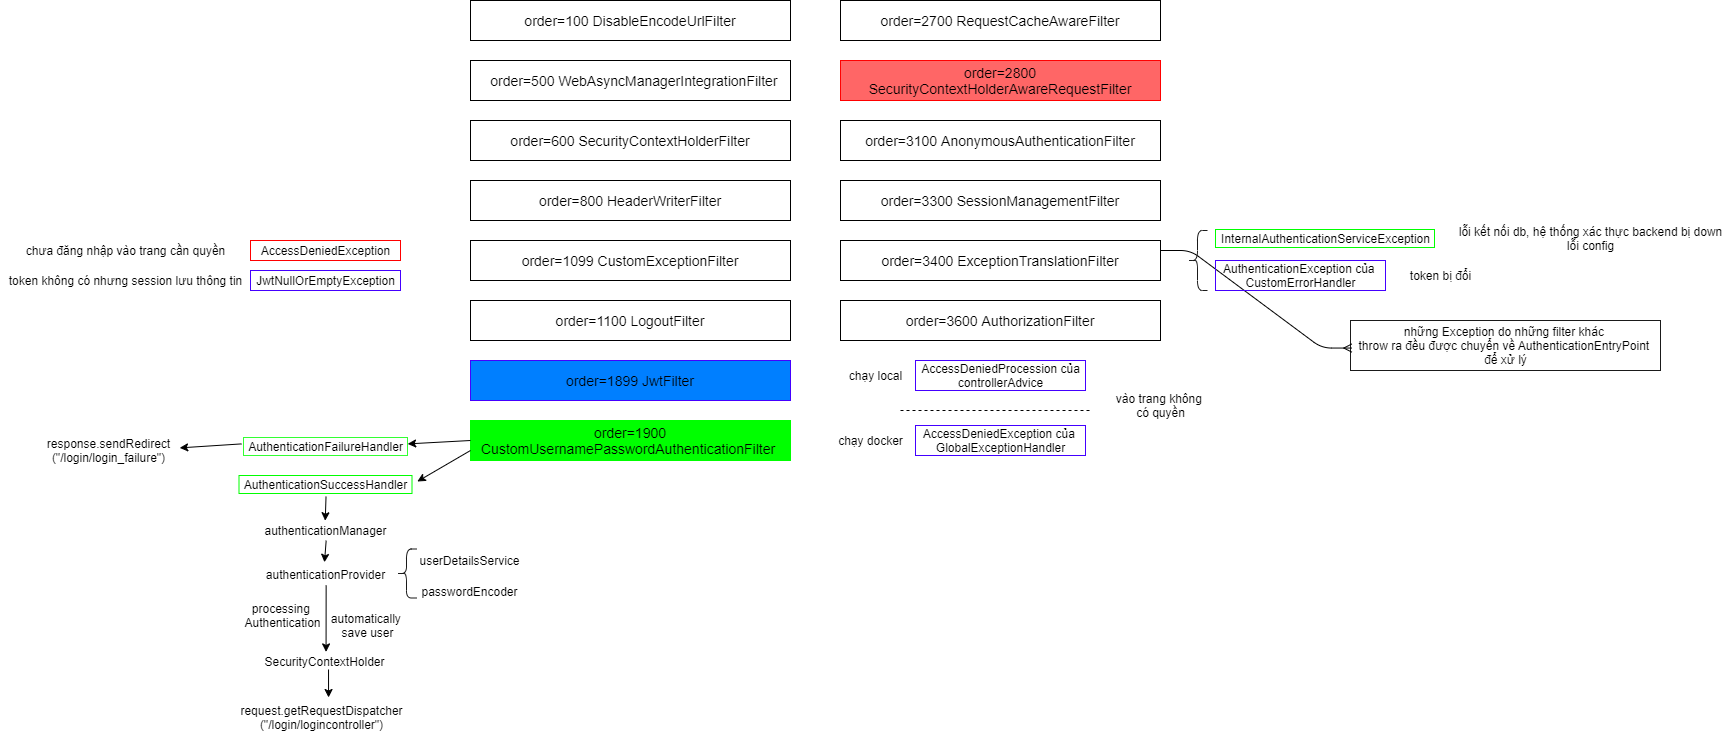 order=100 DisableEncodeUrlFilter
order=500 WebAsyncManagerIntegrationFilter
order=600 SecurityContextHolderFilter
order=800 HeaderWriterFilter
chưa đăng nhập vào trang cần quyền
AccessDeniedException
token không có nhưng session lưu thông tin
JwtNullOrEmptyException
order=1099 CustomExceptionFilter
order=1100 LogoutFilter
order=1899 JwtFilter
order=1900
CustomUsernamePasswordAuthenticationFilter
AuthenticationFailureHandler
response.sendRedirect
("/login/login_failure")
AuthenticationSuccessHandler
authenticationManager
authenticationProvider
userDetailsService
passwordEncoder
processing
Authentication
automatically
save user
SecurityContextHolder
request.getRequestDispatcher
("/login/logincontroller")
order=2700 RequestCacheAwareFilter
order=2800
SecurityContextHolderAwareRequestFilter
order=3100 AnonymousAuthenticationFilter
order=3300 SessionManagementFilter
order=3400 ExceptionTranslationFilter
InternalAuthenticationServiceException
lỗi kết nối db, hệ thống xác thực backend bị down
lỗi config
AuthenticationException của
CustomErrorHandler
token bị đổi
những Exception do những filter khác
throw ra đều được chuyển về AuthenticationEntryPoint
để xử lý
order=3600 AuthorizationFilter
chạy local
AccessDeniedProcession của
controllerAdvice
vào trang không
có quyền
chạy docker
AccessDeniedException của
GlobalExceptionHandler